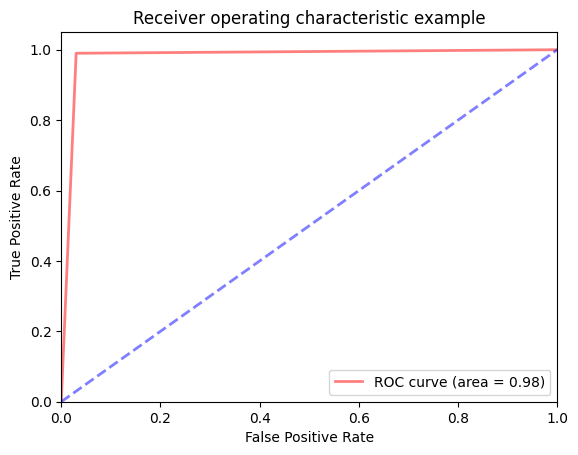 Receiver operating characteristic example
True Positive Rate
1.0
0.8
0.6
0.4
0.2
0.0
ROC curve (area = 0.98)
0.0 0.2 0.4 0.6 0.8 1.0
False Positive Rate